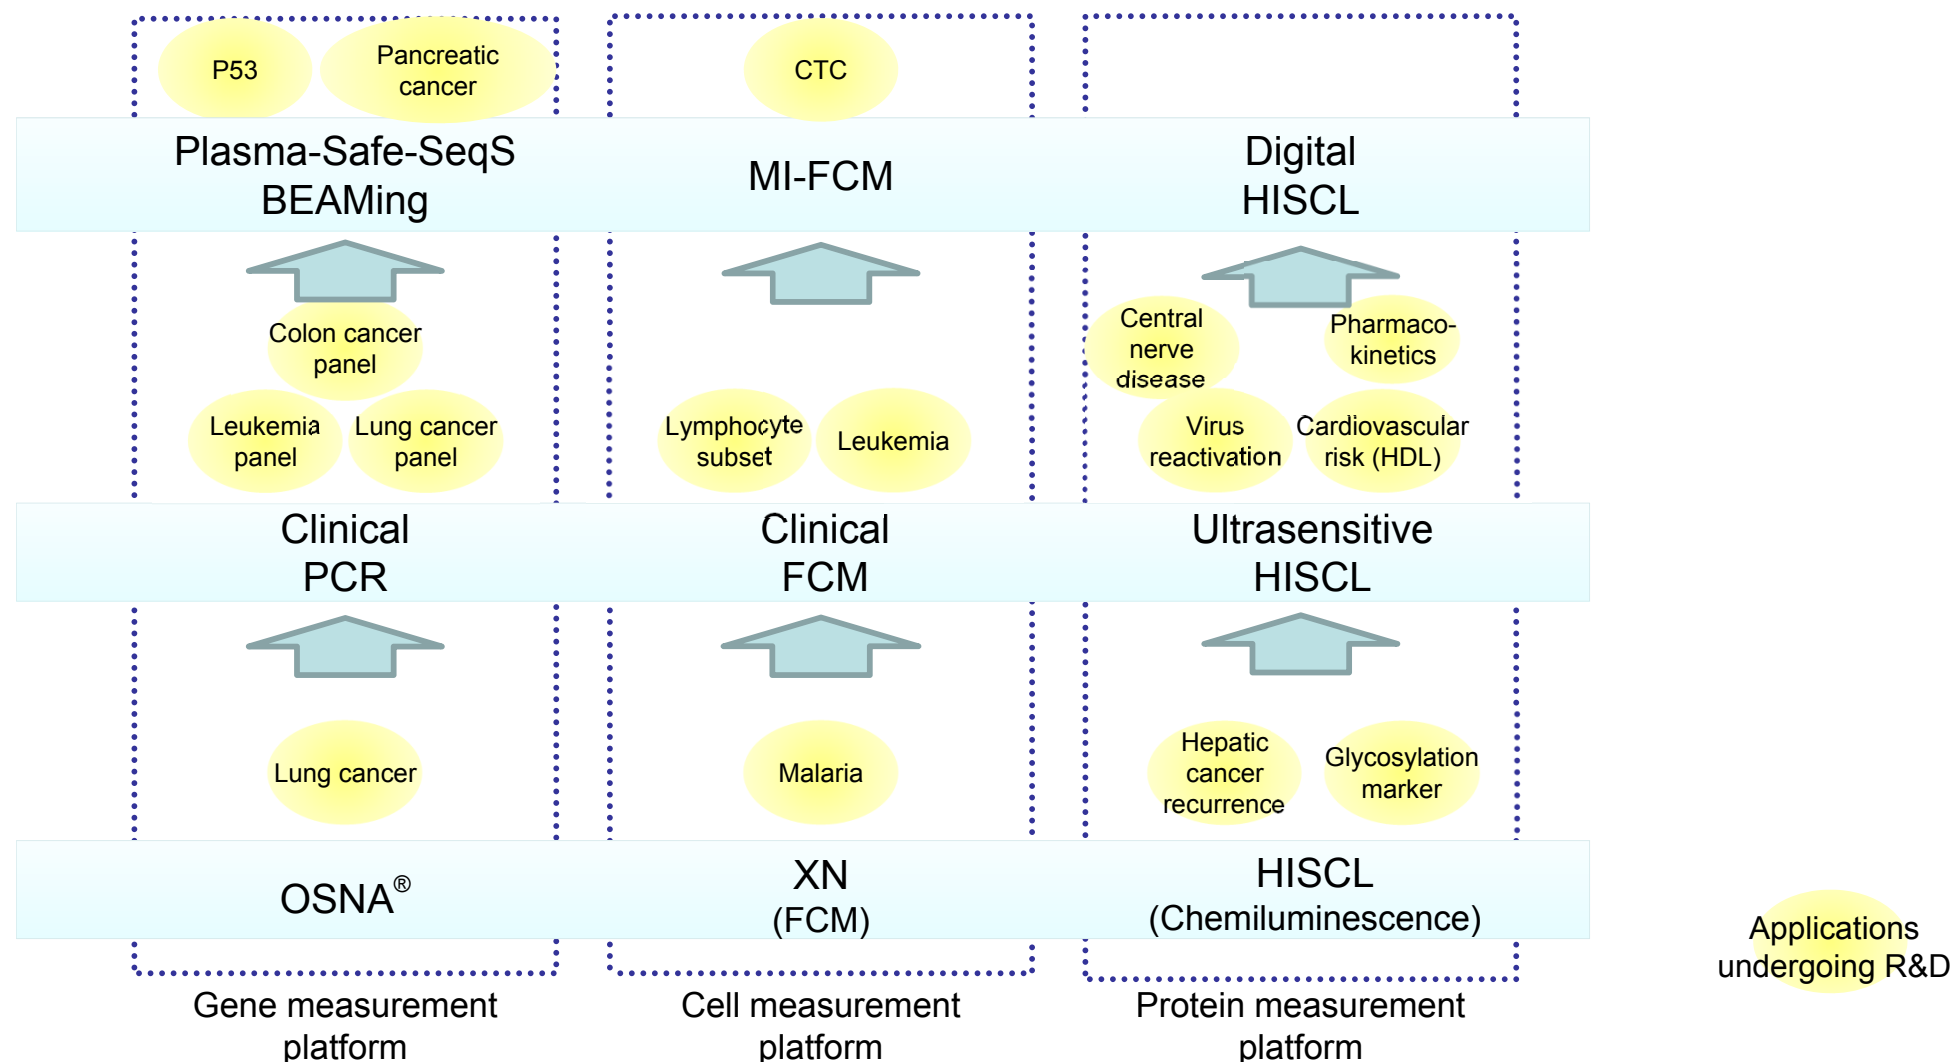 P53
Pancreatic
cancer
CTC
Plasma-Safe-SeqS
BEAMing
MI-FCM
Digital
HISCL
Colon cancer
panel
Leukemia
panel
Lung cancer
panel
Lymphocyte
subset
Leukemia
Central
nerve
disease
Pharmaco-
kinetics
Virus
reactivation
Cardiovascular
risk (HDL)
Clinical
PCR
Clinical
FCM
Ultrasensitive
HISCL
Lung cancer
Malaria
Hepatic
cancer
recurrence
Glycosylation
marker
OSNA®
XN
(FCM)
HISCL
(Chemiluminescence)
Applications
undergoing R&D
Gene measurement
platform
Cell measurement
platform
Protein measurement
platform